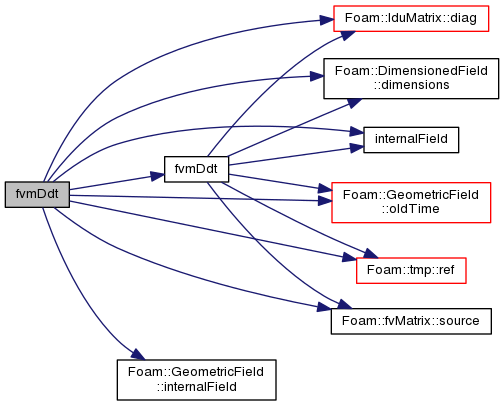 Foam::lduMatrix::diag
Foam::DimensionedField
::dimensions
internalField
fvmDdt
fvmDdt
Foam::GeometricField
::oldTime
Foam::tmp::ref
Foam::fvMatrix::source
Foam::GeometricField
::internalField